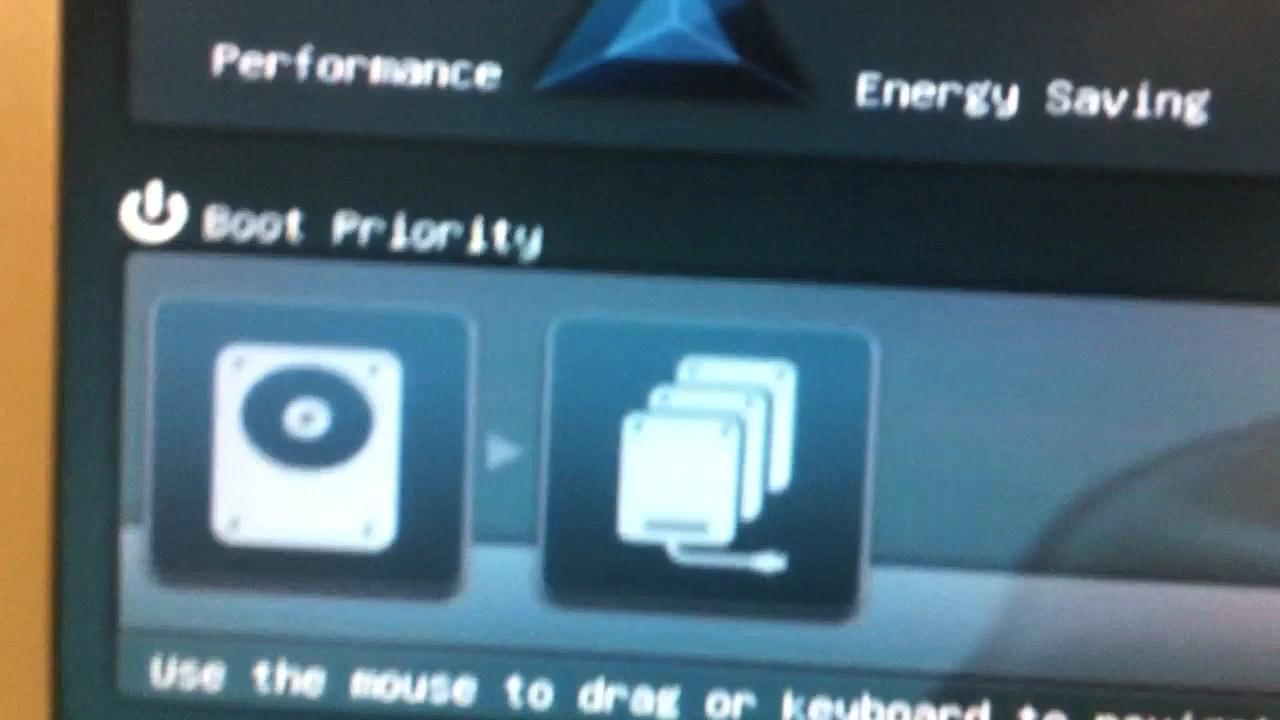 Performance
Energy Saving
Boot Priority
Use the mouse to drag or keyboard to